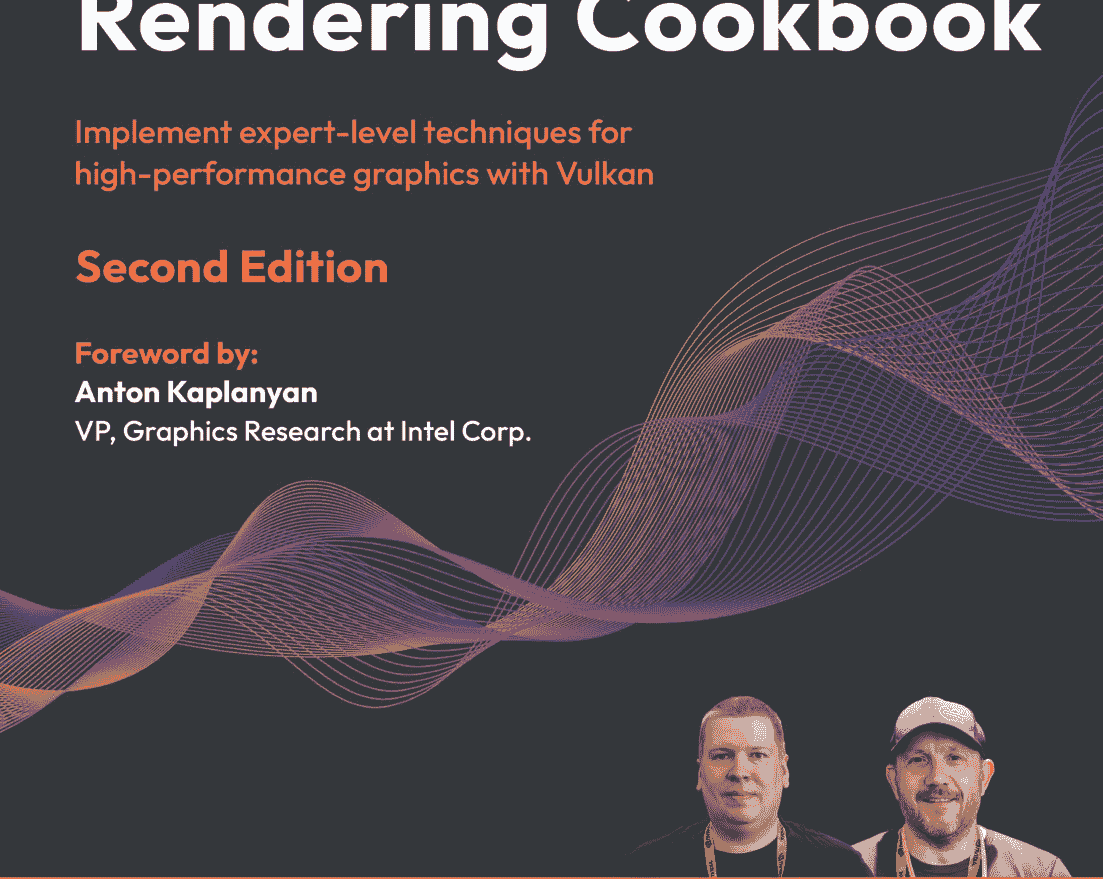 Rendering Cookbook
Implement expert-level techniques for
high-performance graphics with Vulkan
Second Edition
Foreword by:
Anton Kaplanyan
VP, Graphics Research at Intel Corp.